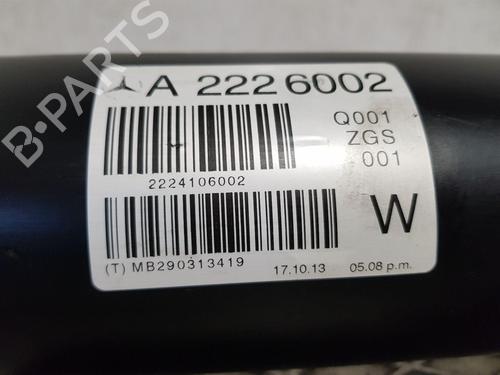 B-PARTS
A 222 6002
Q001
ZGS
001
2224106002
W
(T) MB290313419
17.10.13
05.08 p.m.